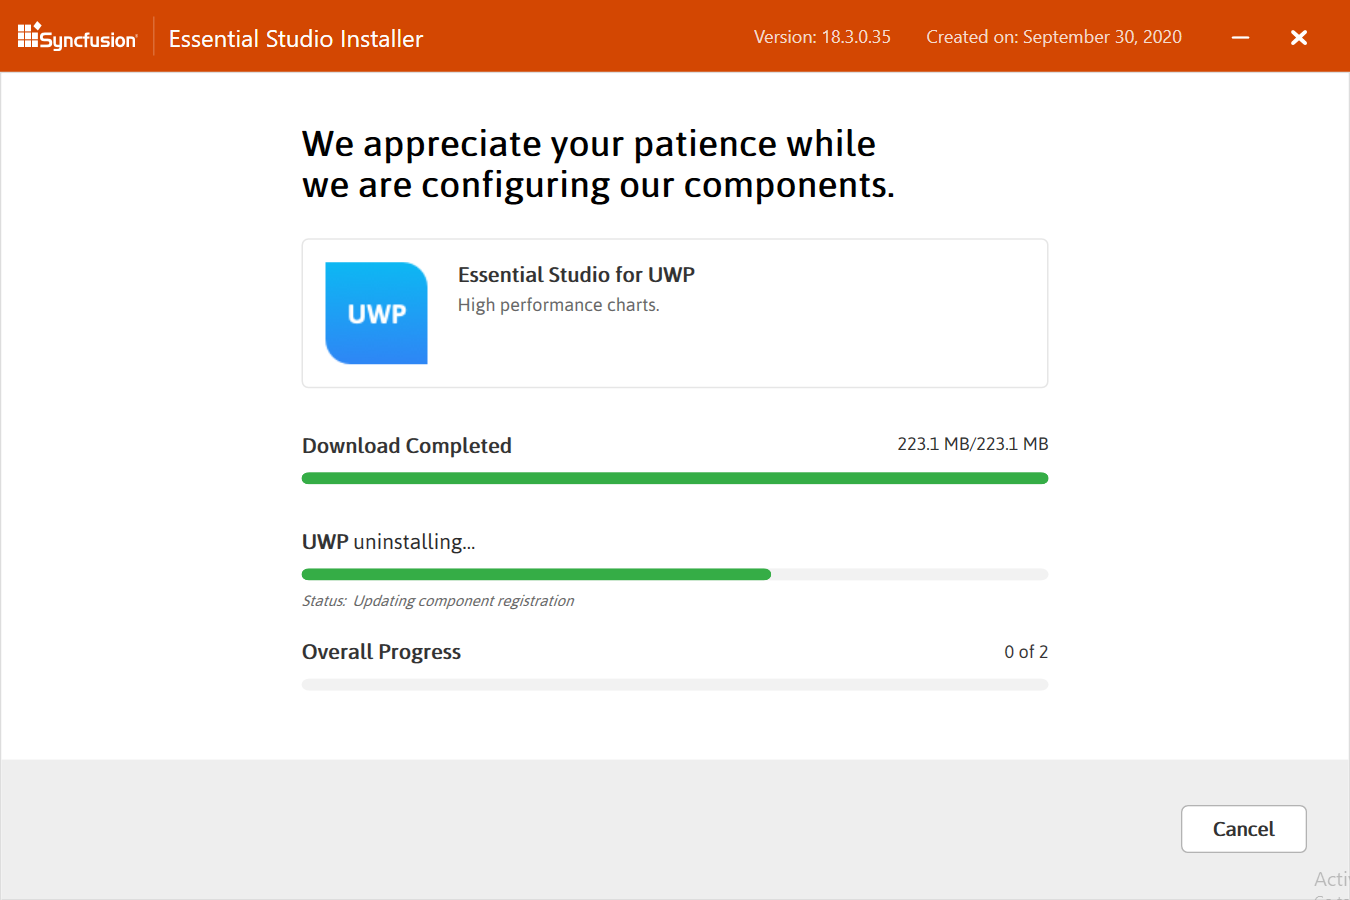 Syncfusion
Essential Studio Installer
Version: 18.3.0.35
Created on: September 30, 2020
We appreciate your patience while
we are configuring our components.
UWP
Essential Studio for UWP
High performance charts.
Download Completed
223.1 MB/223.1 MB
UWP uninstalling...
Status: Updating component registration
Overall Progress
0 of 2
Cancel